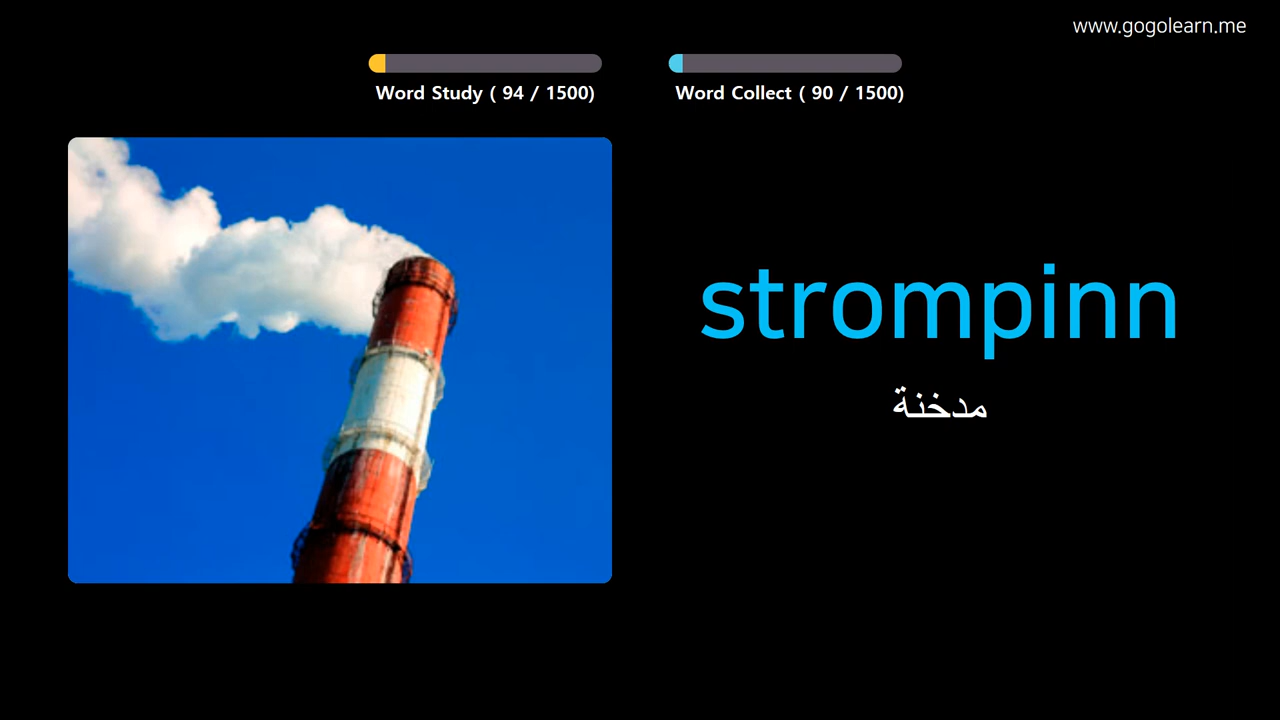 www.gogolearn.me
Word Study ( 94 / 1500)
Word Collect ( 90 / 1500)
strompinn
مدخنة